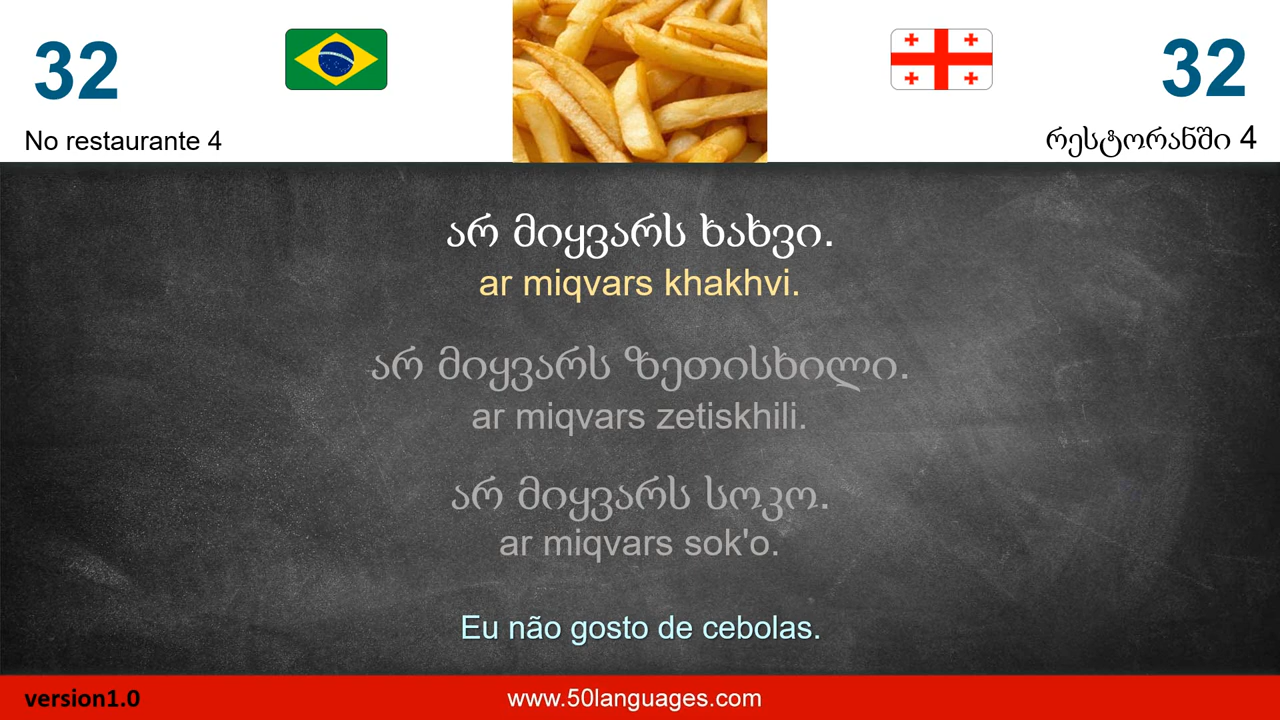 32
32
No restaurante 4
რესტორანში 4
არ მიყვარს ხახვი.
ar miqvars khakhvi.
არ მიყვარს ზეთისხილი.
ar miqvars zetiskhili.
არ მიყვარს სოკო.
ar miqvars sok'o.
Eu não gosto de cebolas.
version1.0
www.50languages.com